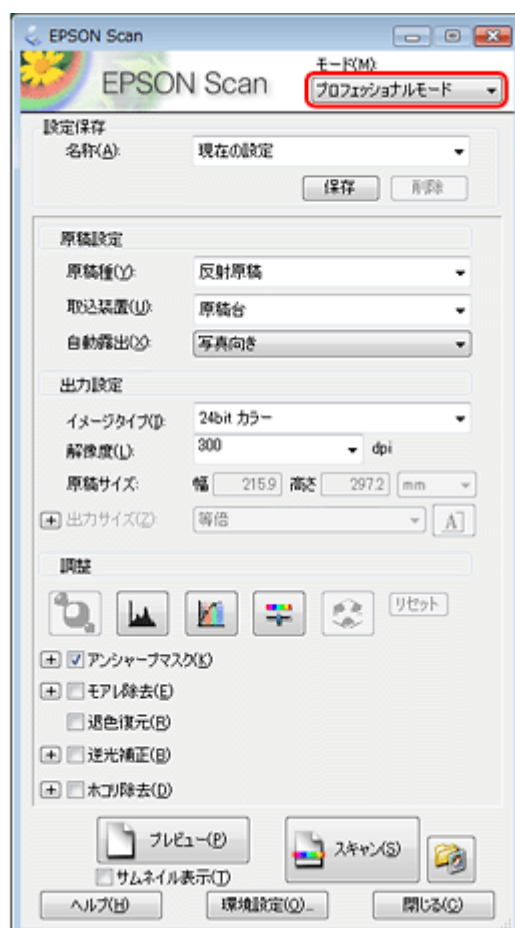 EPSON Scan
EPSON Scan
モード(M):
プロフェッショナルモード
設定保存
名称(A): 現在の設定
保存 削除
原稿設定
原稿種(Y): 反射原稿
取込装置(U): 原稿台
自動露出(X): 写真向き
出力設定
イメージタイプ(I): 24bit カラー
解像度(L): 300 dpi
原稿サイズ: 幅 215.9 高さ 297.2 mm
出力サイズ(Z): 等倍 A
調整
リセット
アンシャープマスク(K)
モアレ除去(E)
退色復元(R)
逆光補正(B)
ホコリ除去(D)
プレビュー(P) スキャン(S)
サムネイル表示(T)
ヘルプ(H) 環境設定(O)... 閉じる(C)